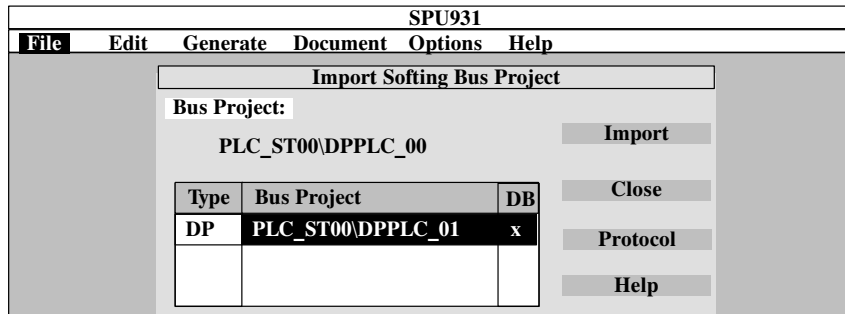 SPU931
File Edit Generate Document Options Help
Import Softing Bus Project
Bus Project:
PLC_ST00\DPPLC_00
Import
Close
Protocol
Help
Type Bus Project DB
DP PLC_ST00\DPPLC_01 x